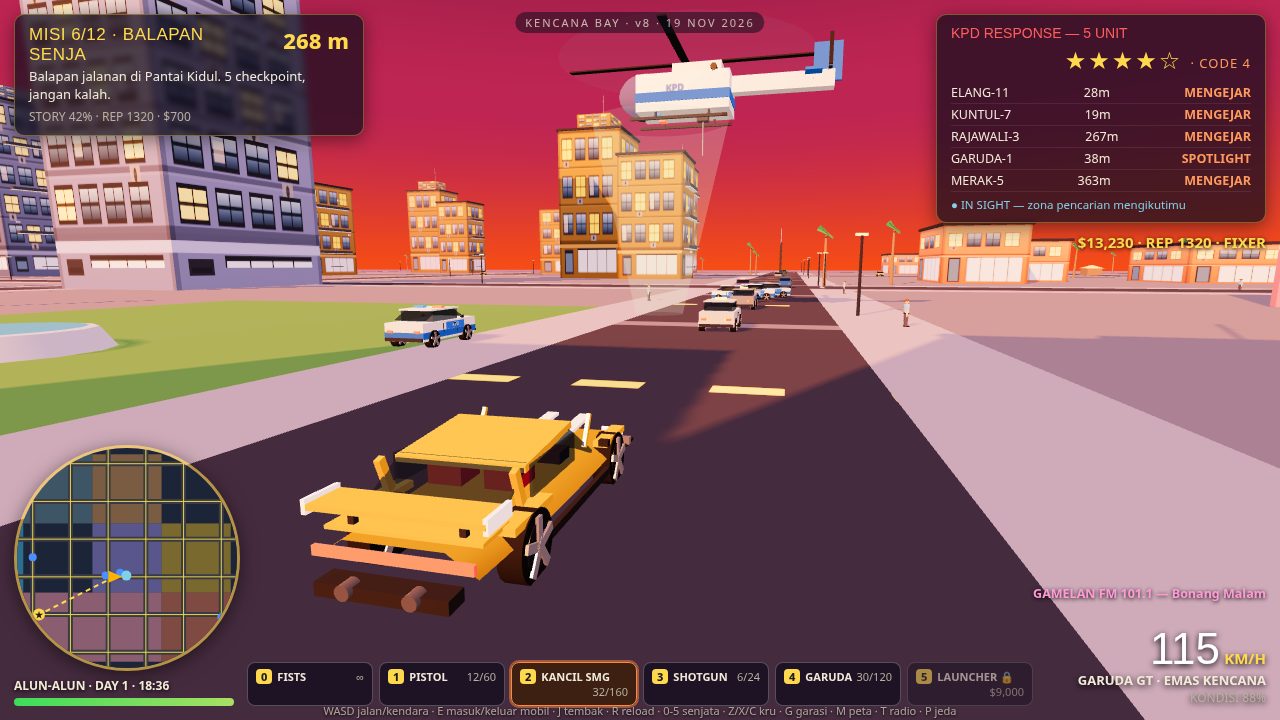 KENCANA BAY · v8 · 19 NOV 2026
MISI 6/12 · BALAPAN SENJA
268 m
Balapan jalanan di Pantai Kidul. 5 checkpoint,
jangan kalah.
STORY 42% · REP 1320 · $700
KPD RESPONSE — 5 UNIT
★★★★☆ · CODE 4
ELANG-11 28m MENGEJAR
KUNTUL-7 19m MENGEJAR
RAJAWALI-3 267m MENGEJAR
GARUDA-1 38m SPOTLIGHT
MERAK-5 363m MENGEJAR
● IN SIGHT — zona pencarian mengikutimu
$13,230 · REP 1320 · FIXER
KPD
GAMELAN FM 101.1 — Bonang Malam
115 KM/H
GARUDA GT · EMAS KENCANA
KONDISI 88%
ALUN-ALUN · DAY 1 · 18:36
0 FISTS ∞
1 PISTOL 12/60
2 KANCIL SMG 32/160
3 SHOTGUN 6/24
4 GARUDA 30/120
5 LAUNCHER 🔒 $9,000
WASD jalan/kendara · E masuk/keluar mobil · J tembak · R reload · 0-5 senjata · Z/X/C kru · G garasi · M peta · T radio · P jeda